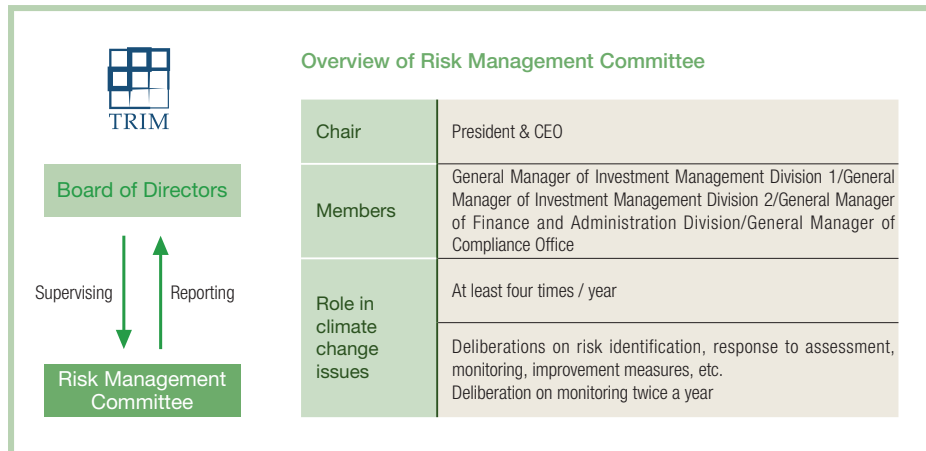 TRIM
Board of Directors
Supervising
Reporting
Risk Management
Committee
Overview of Risk Management Committee
Chair
President & CEO
Members
General Manager of Investment Management Division 1/General
Manager of Investment Management Division 2/General Manager
of Finance and Administration Division/General Manager of
Compliance Office
Role in
climate
change
issues
At least four times / year
Deliberations on risk identification, response to assessment,
monitoring, improvement measures, etc.
Deliberation on monitoring twice a year